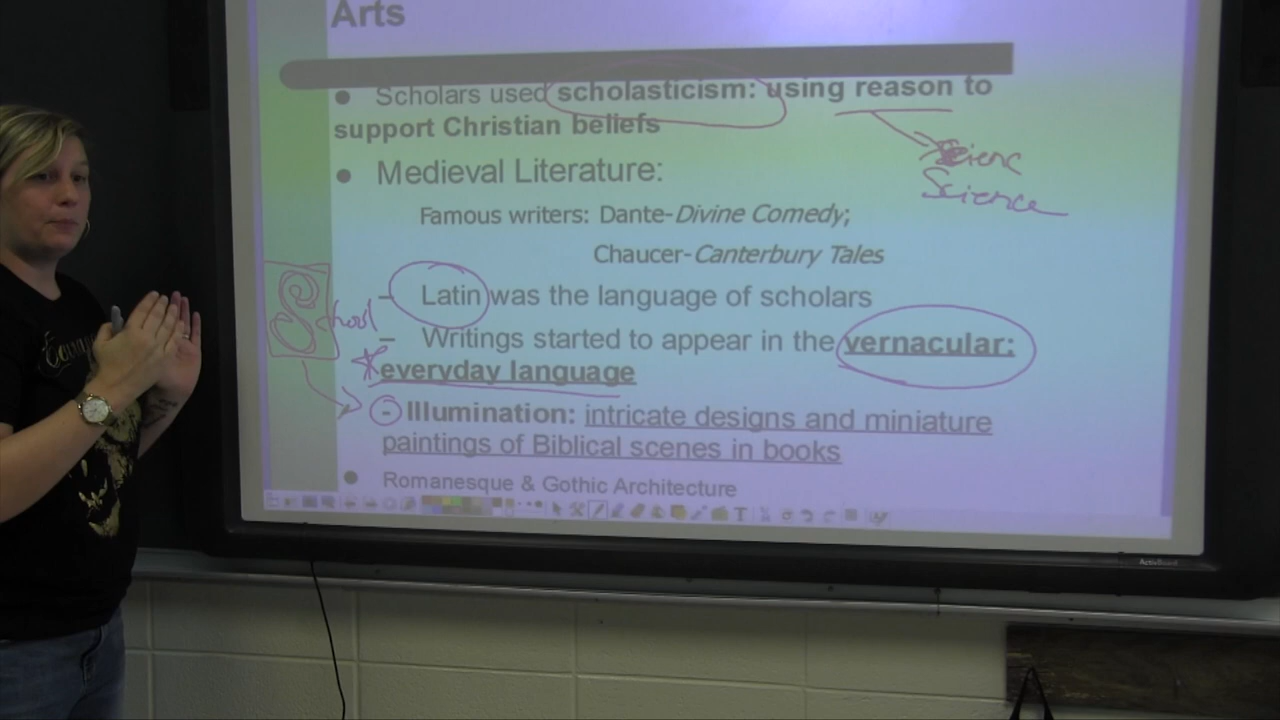 Arts
● Scholars used scholasticism: using reason to
support Christian beliefs
Science
● Medieval Literature:
Famous writers: Dante-Divine Comedy;
Chaucer-Canterbury Tales
- Latin was the language of scholars
School
- Writings started to appear in the vernacular:
everyday language
- Illumination: intricate designs and miniature
paintings of Biblical scenes in books
● Romanesque & Gothic Architecture
ActivBoard